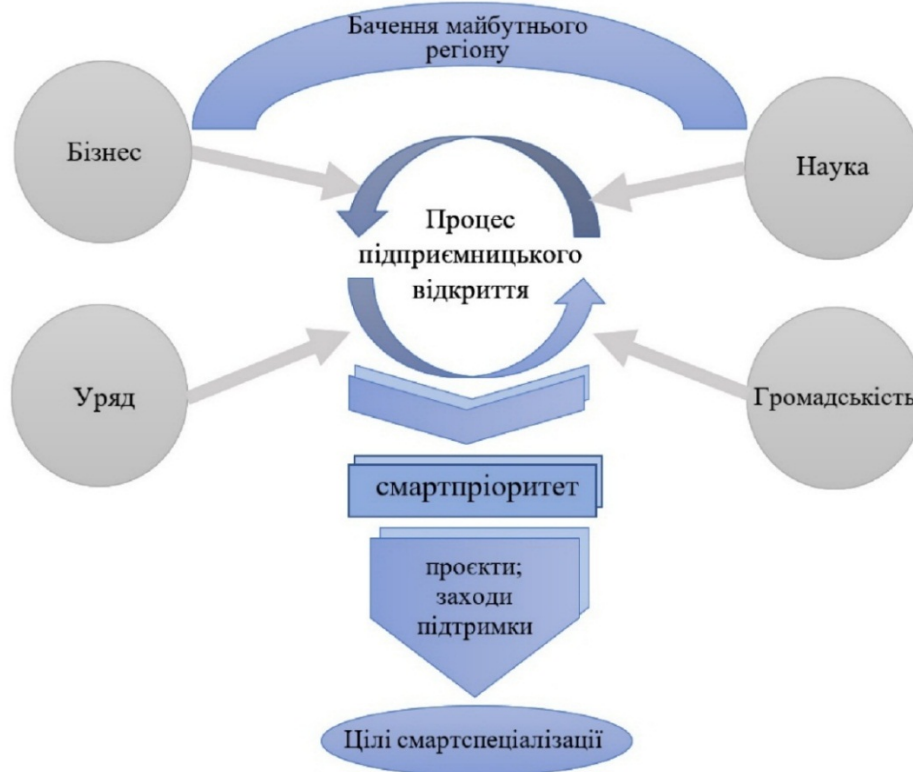 Бачення майбутнього
регіону
Бізнес
Наука
Процес
підприємницького
відкриття
Уряд
Громадськість
смартпріоритет
проєкти;
заходи
підтримки
Цілі смартспеціалізації